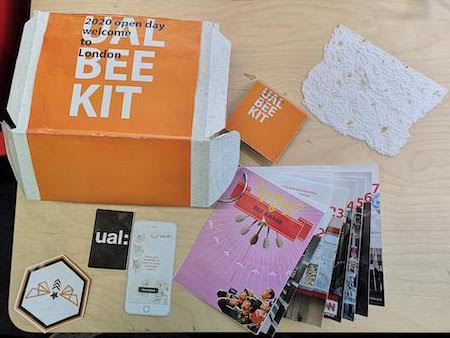 2020 open day
welcome
to
London
UAL
BEE
KIT
UAL
BEE
KIT
ual:
BEE AWARE
2
3
4
5
6
7